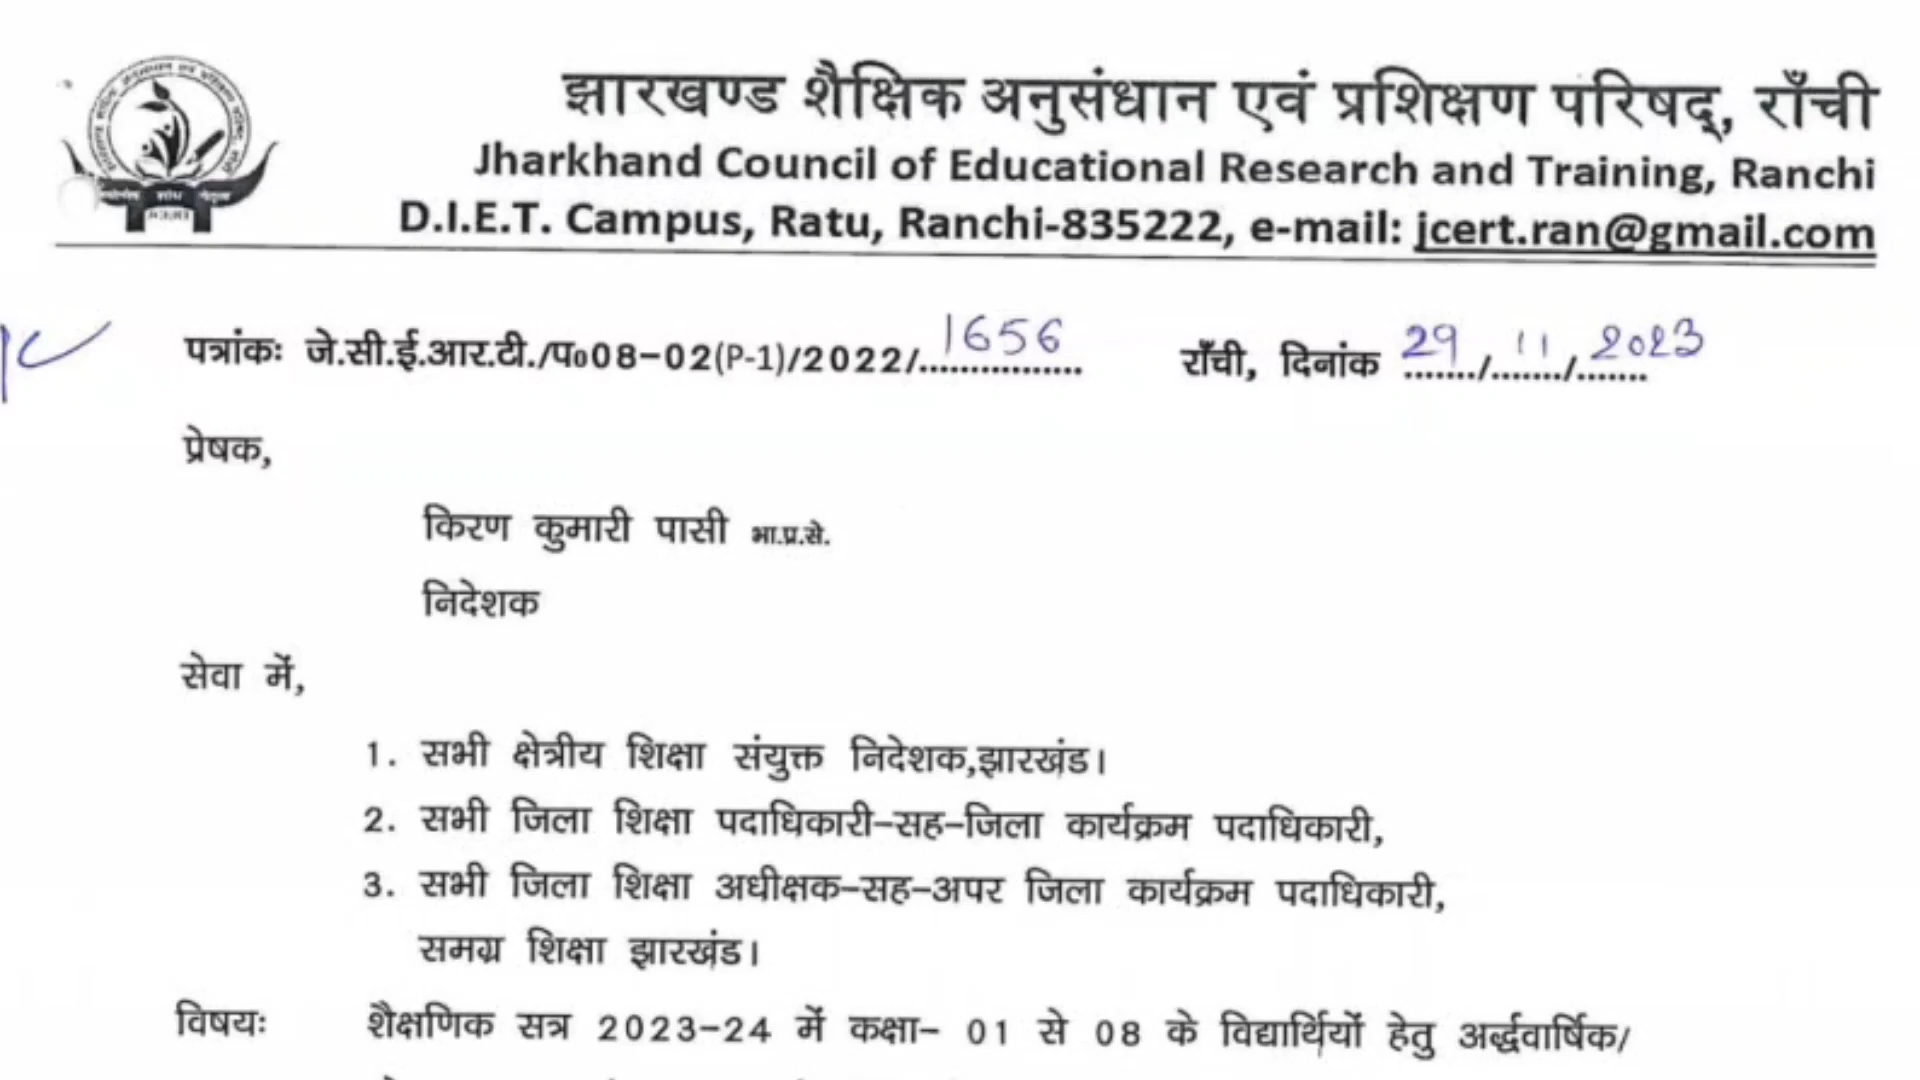 झारखण्ड शैक्षिक अनुसंधान एवं प्रशिक्षण परिषद्, राँची
Jharkhand Council of Educational Research and Training, Ranchi
D.I.E.T. Campus, Ratu, Ranchi-835222, e-mail: jcert.ran@gmail.com
पत्रांकः जे.सी.ई.आर.टी./प०08-02(P-1)/2022/.1656 राँची, दिनांक 29/11/2023
प्रेषक,
किरण कुमारी पासी भा.प्र.से.
निदेशक
सेवा में,
1. सभी क्षेत्रीय शिक्षा संयुक्त निदेशक,झारखंड।
2. सभी जिला शिक्षा पदाधिकारी-सह-जिला कार्यक्रम पदाधिकारी,
3. सभी जिला शिक्षा अधीक्षक-सह-अपर जिला कार्यक्रम पदाधिकारी,
समग्र शिक्षा झारखंड।
विषयः शैक्षणिक सत्र 2023-24 में कक्षा- 01 से 08 के विद्यार्थियों हेतु अर्द्धवार्षिक/